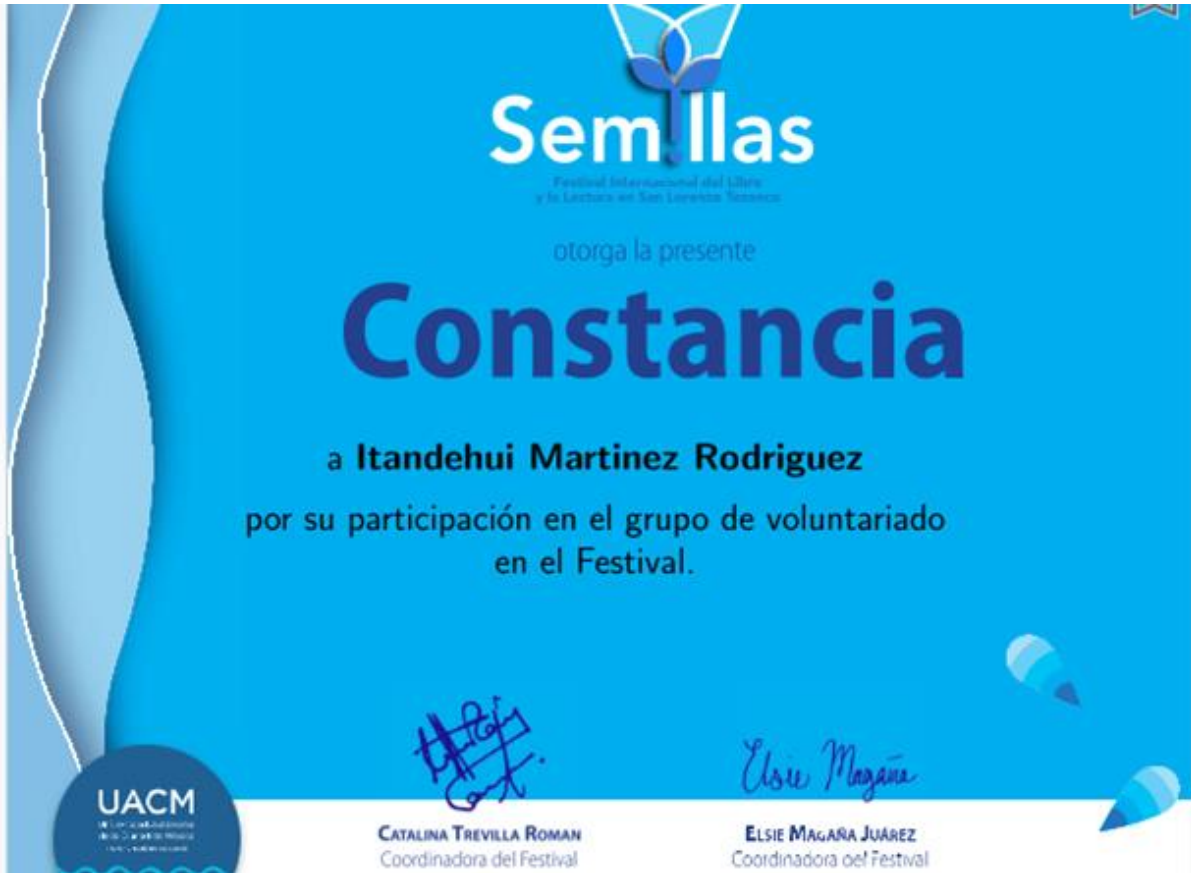 Semillas
Festival Internacional del Libro
y la Lectura en San Lorenzo Tezonco
otorga la presente
Constancia
a Itandehui Martinez Rodriguez
por su participación en el grupo de voluntariado
en el Festival.
Elsie Magaña
CATALINA TREVILLA ROMAN
Coordinadora del Festival
ELSIE MAGAÑA JUÁREZ
Coordinadora del Festival
UACM